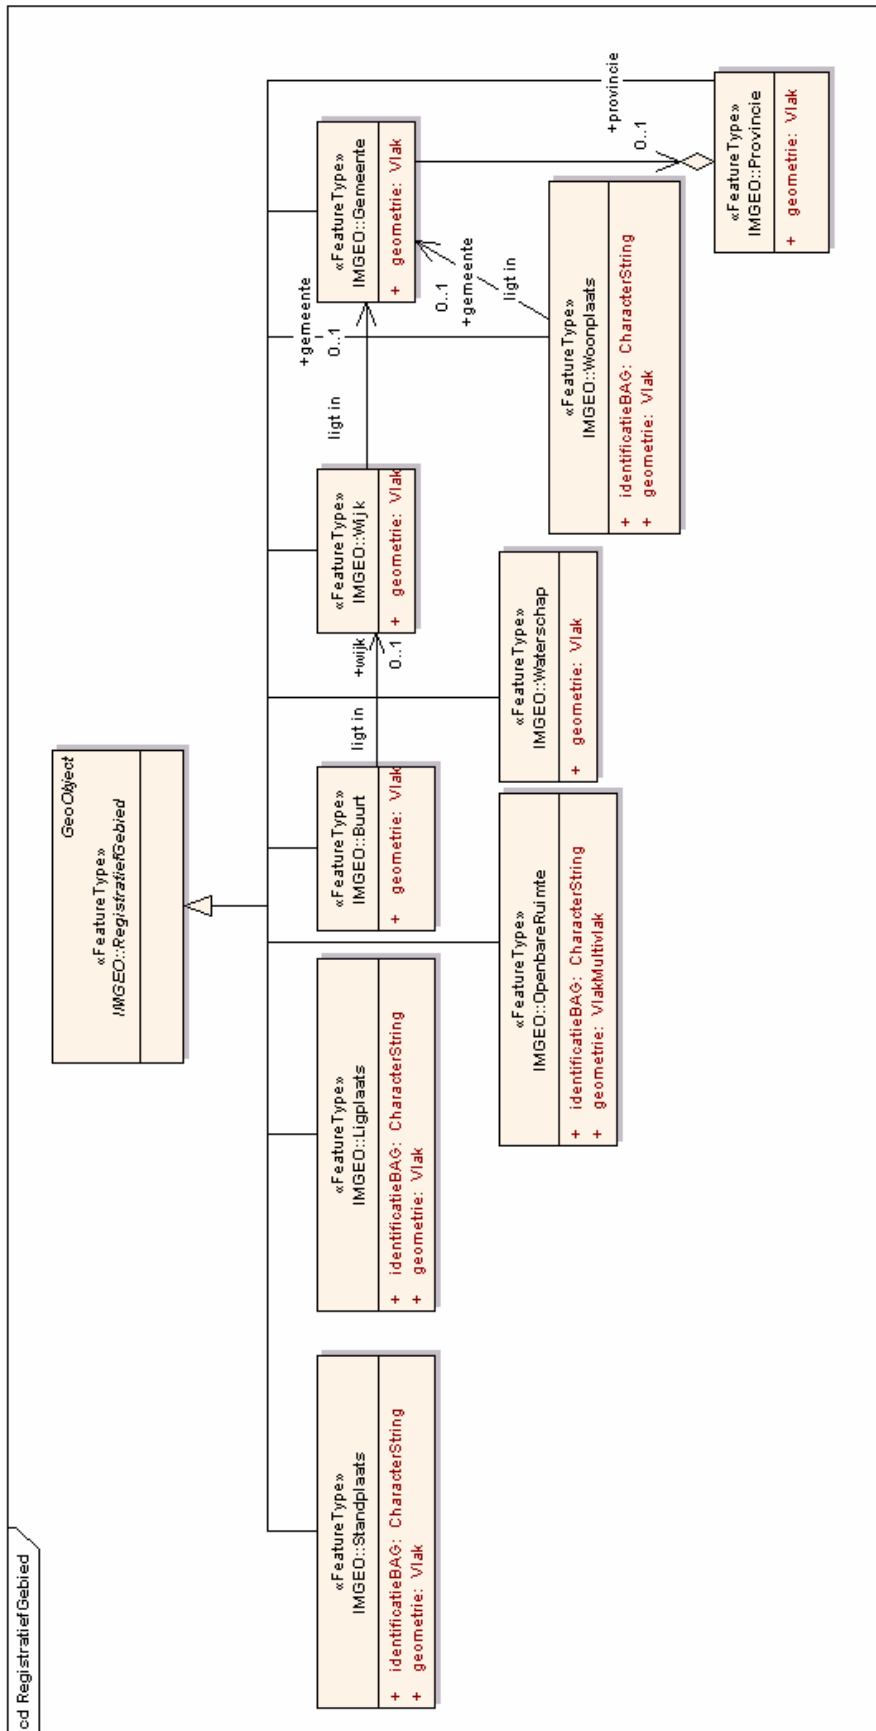 cd RegistratiefGebied
GeoObject
«FeatureType»
IMGEO::RegistratiefGebied
«FeatureType»
IMGEO::Standplaats
+ identificatieBAG: CharacterString
+ geometrie: Vlak
«FeatureType»
IMGEO::Ligplaats
+ identificatieBAG: CharacterString
+ geometrie: Vlak
«FeatureType»
IMGEO::Buurt
+ geometrie: Vlak
ligt in
+wijk
0..1
«FeatureType»
IMGEO::Wijk
+ geometrie: Vlak
ligt in
+gemeente
0..1
«FeatureType»
IMGEO::Gemeente
+ geometrie: Vlak
«FeatureType»
IMGEO::OpenbareRuimte
+ identificatieBAG: CharacterString
+ geometrie: VlakMultivlak
«FeatureType»
IMGEO::Waterschap
+ geometrie: Vlak
0..1
+gemeente
ligt in
«FeatureType»
IMGEO::Woonplaats
+ identificatieBAG: CharacterString
+ geometrie: Vlak
+provincie
0..1
«FeatureType»
IMGEO::Provincie
+ geometrie: Vlak